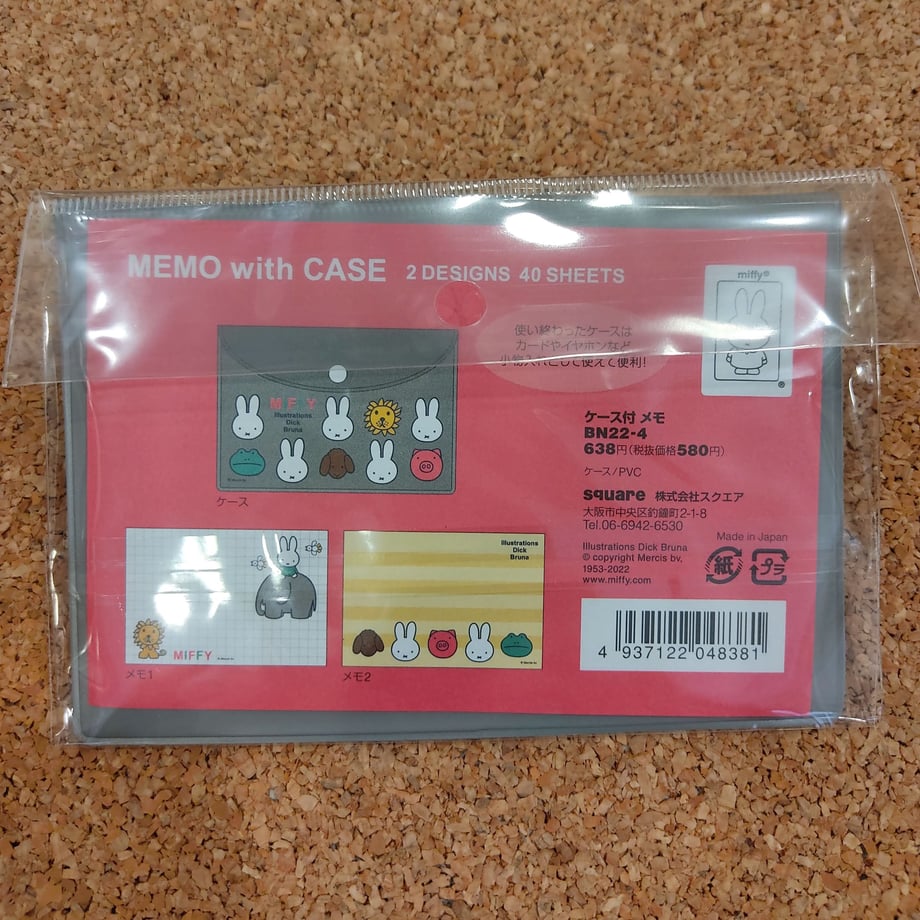 MEMO with CASE 2 DESIGNS 40 SHEETS
miffy®
®
使い終わったケースは
カードやイヤホンなど
小物入れとして使えて便利!
MFFY
Illustrations
Dick
Bruna
ケース
ケース付 メモ
BN22-4
638円(税抜価格580円)
ケース/PVC
square 株式会社スクエア
大阪市中央区釣鐘町2-1-8
Tel.06-6942-6530
Made in Japan
Illustrations Dick Bruna
© copyright Mercis bv,
1953-2022
www.miffy.com
紙
プラ
MIFFY
メモ1
Illustrations
Dick
Bruna
メモ2
4 937122 048381